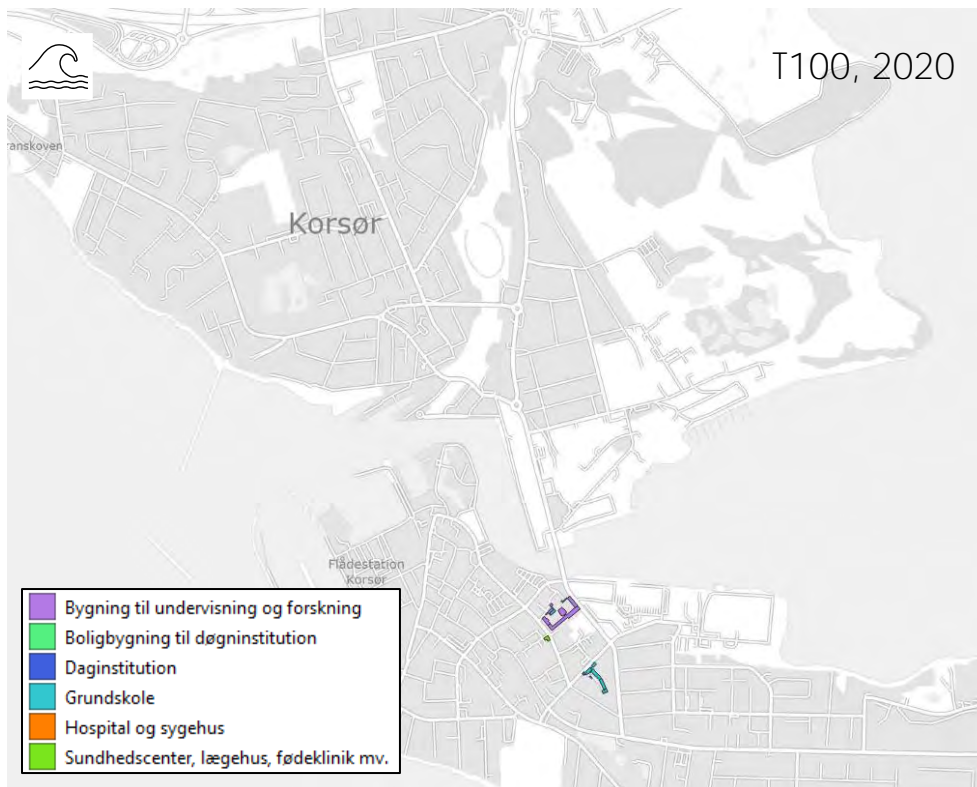 T100, 2020
ranskoven
Korsør
Flådestation
Korsør
Bygning til undervisning og forskning
Boligbygning til døgninstitution
Daginstitution
Grundskole
Hospital og sygehus
Sundhedscenter, lægehus, fødeklinik mv.